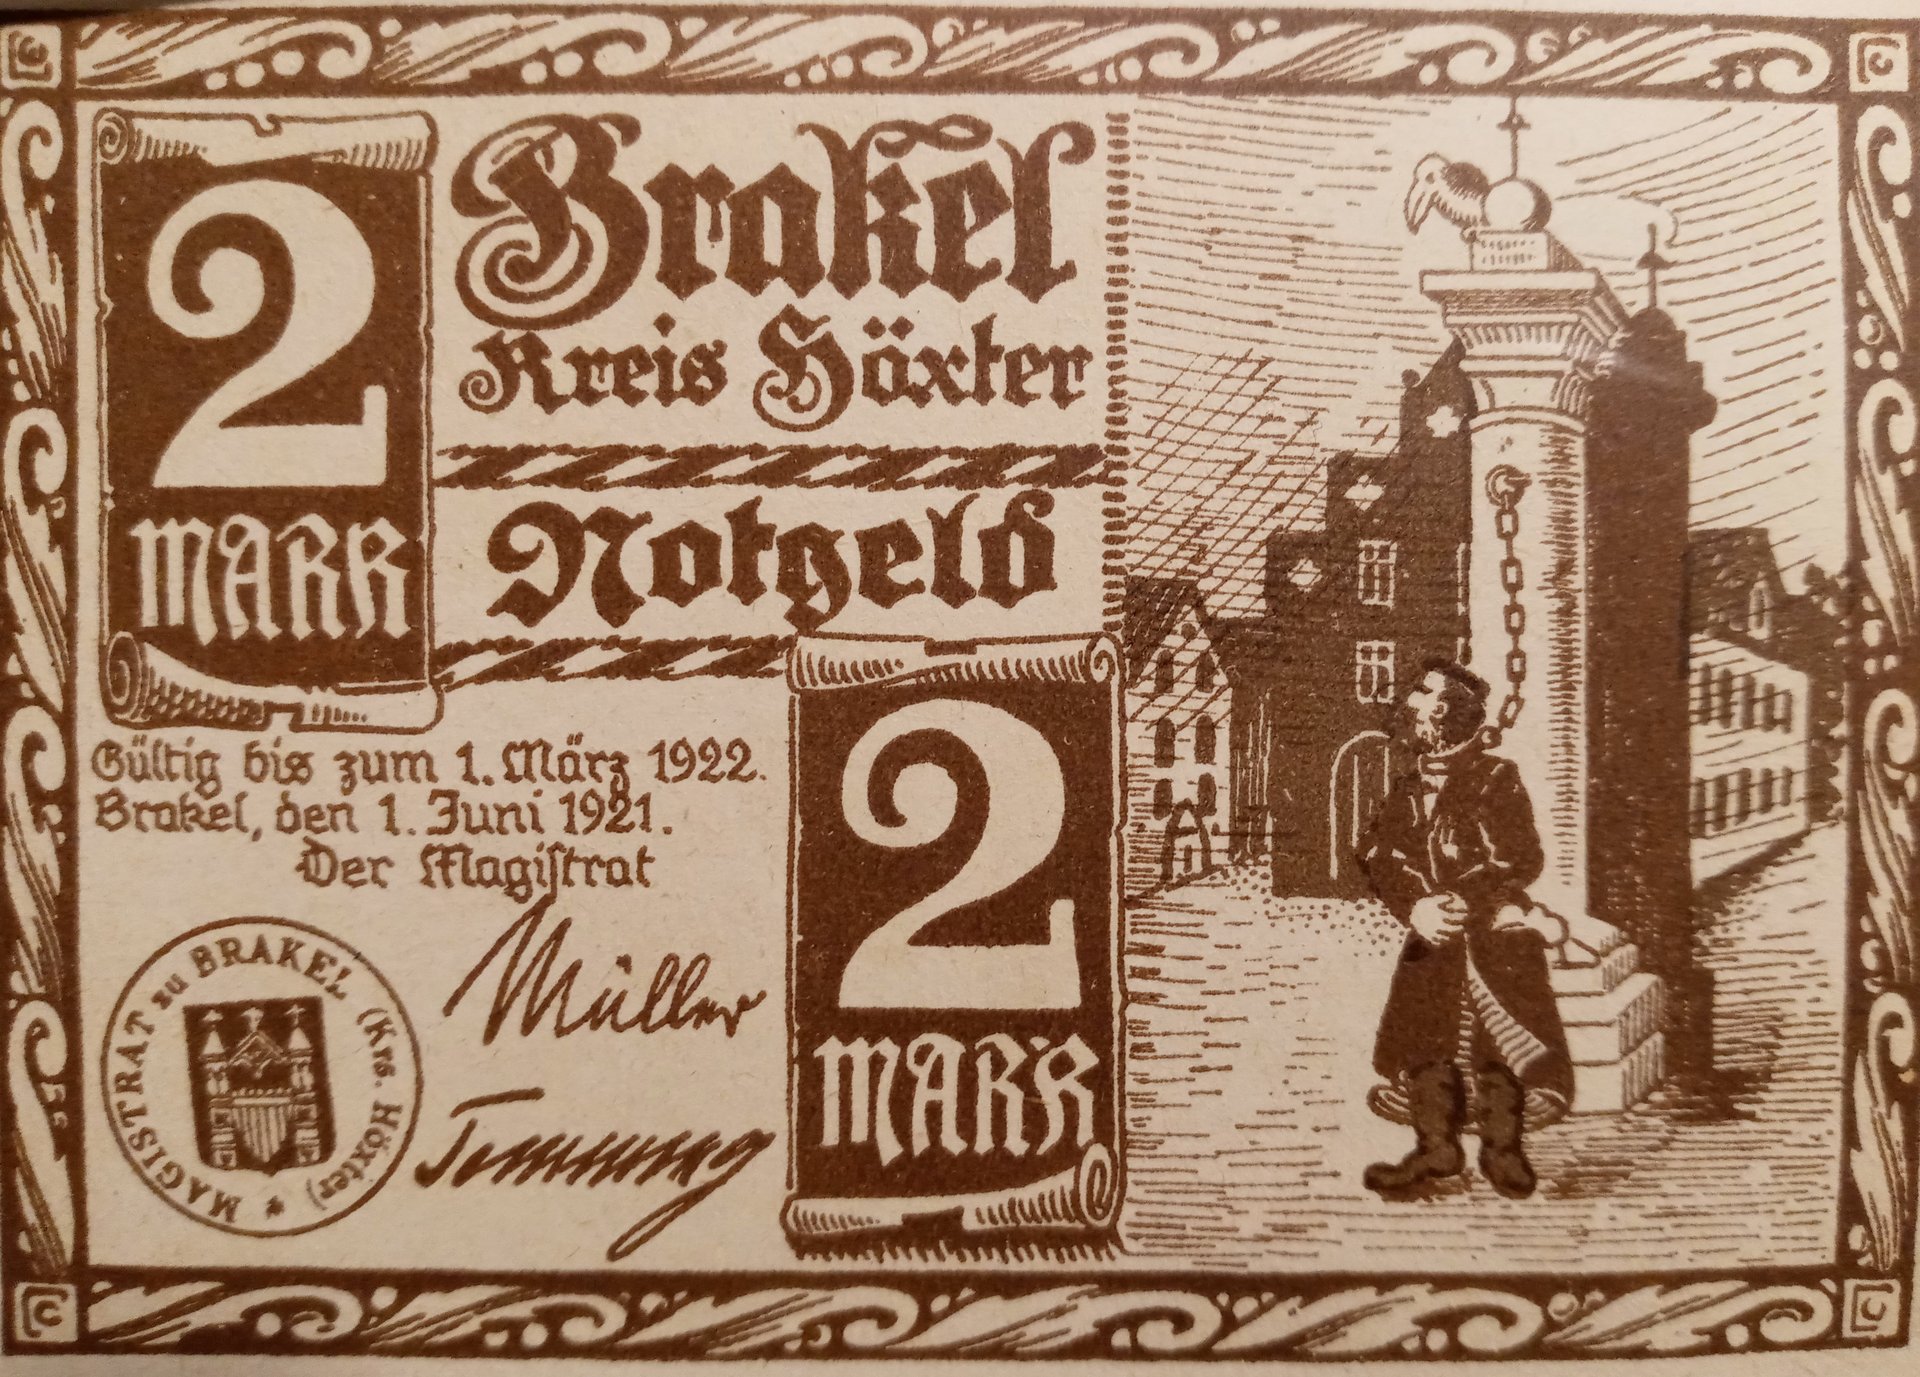 2
MARK
Brakel
Kreis Höxter
Notgeld
Gültig bis zum 1. März 1922.
Brakel, den 1. Juni 1921.
Der Magiſtrat
MAGISTRAT zu BRAKEL (Krs. Höxter)
Müller
2
MARK